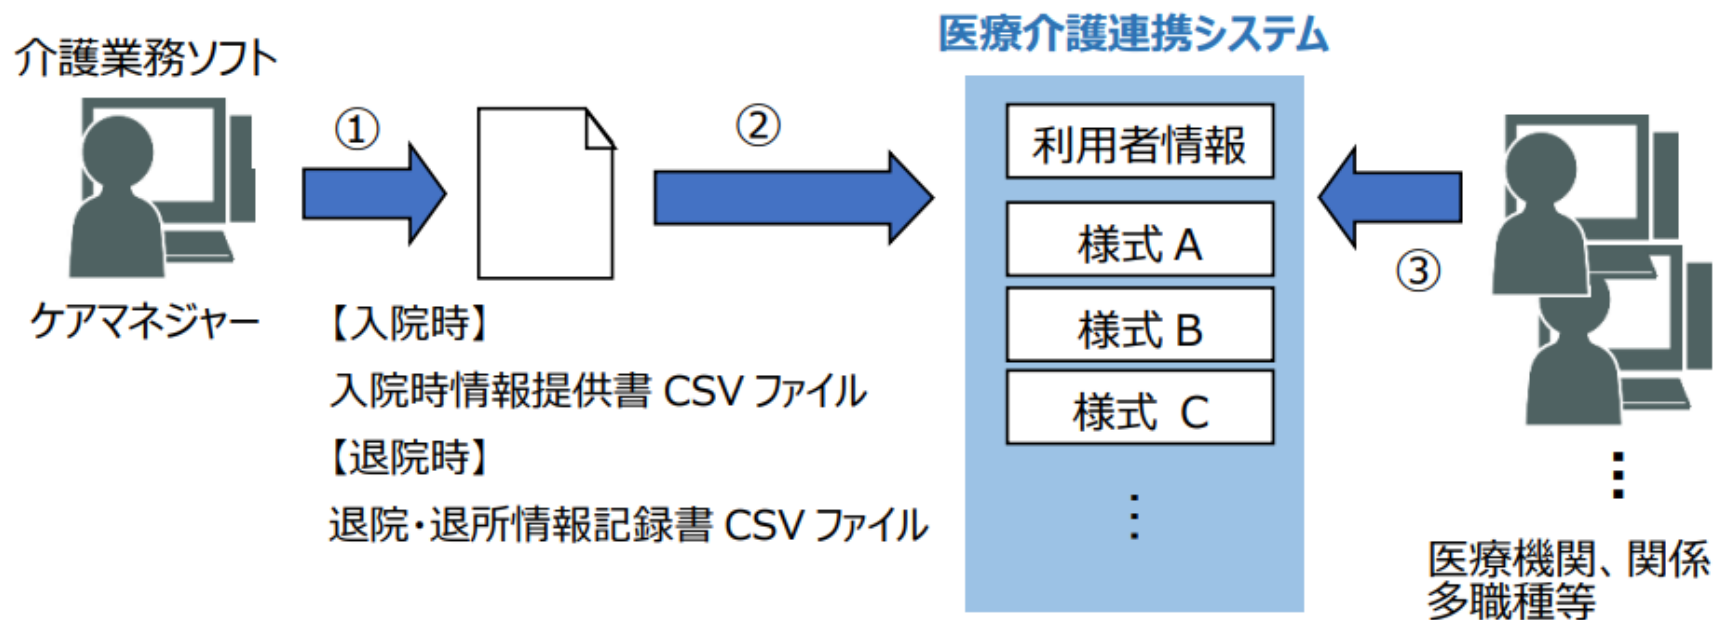 介護業務ソフト
ケアマネジャー
①
【入院時】
入院時情報提供書 CSV ファイル
【退院時】
退院・退所情報記録書 CSV ファイル
②
医療介護連携システム
利用者情報
様式 A
様式 B
様式 C
⋮
③
⋮
医療機関、関係
多職種等